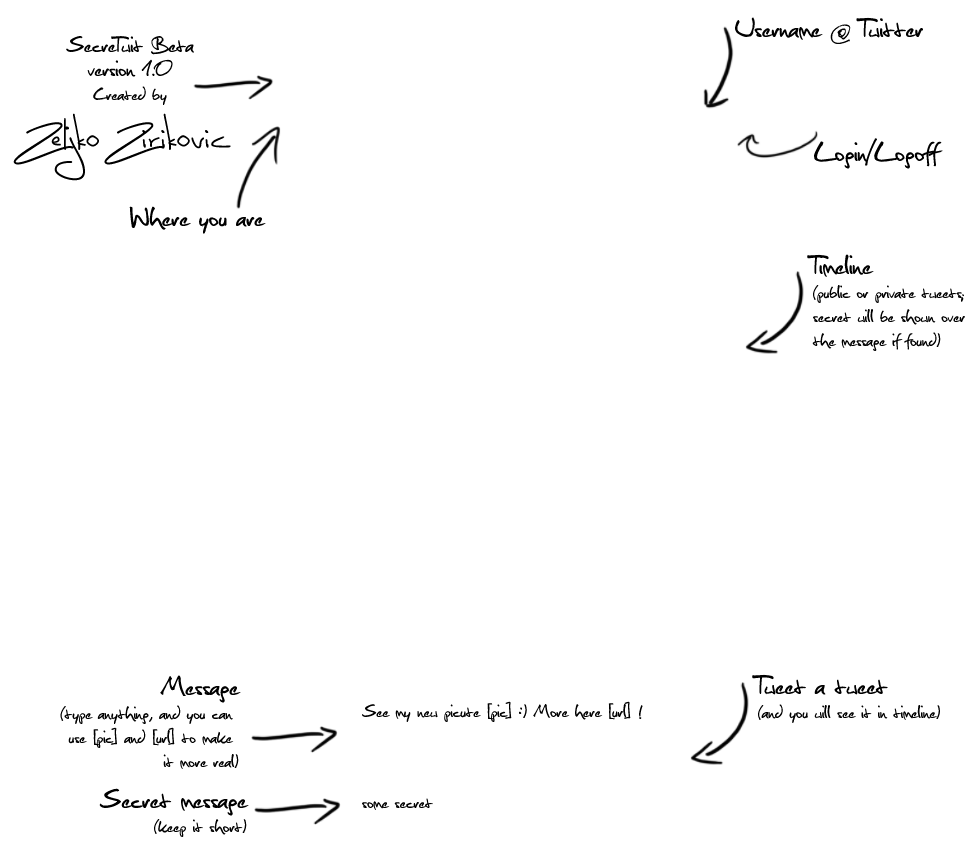 SecreTwit Beta
version 1.0
Created by
Zeljko Zirikovic
Where you are
Username @ Twitter
Login/Logoff
Timeline
(public or private tweets;
secret will be shown over
the message if found))
Message
(type anything, and you can
use [pic] and [url] to make
it more real)
See my new picute [pic] :) More here [url] !
Secret message
(keep it short)
some secret
Tweet a tweet
(and you will see it in timeline)